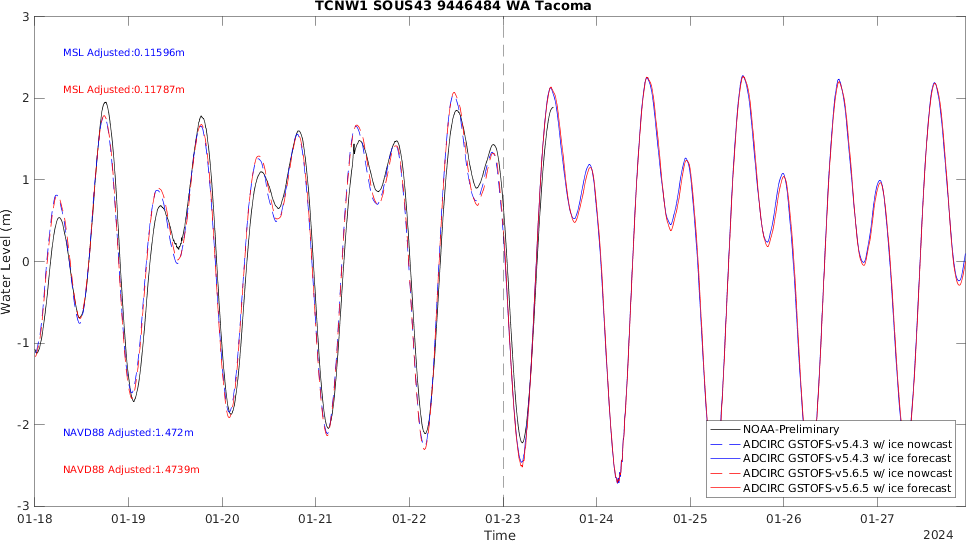 TCNW1 SOUS43 9446484 WA Tacoma
3
2
1
0
-1
-2
-3
Water Level (m)
MSL Adjusted:0.11596m
MSL Adjusted:0.11787m
NAVD88 Adjusted:1.472m
NAVD88 Adjusted:1.4739m
NOAA-Preliminary
ADCIRC GSTOFS-v5.4.3 w/ ice nowcast
ADCIRC GSTOFS-v5.4.3 w/ ice forecast
ADCIRC GSTOFS-v5.6.5 w/ ice nowcast
ADCIRC GSTOFS-v5.6.5 w/ ice forecast
01-18 01-19 01-20 01-21 01-22 01-23 01-24 01-25 01-26 01-27
Time
2024